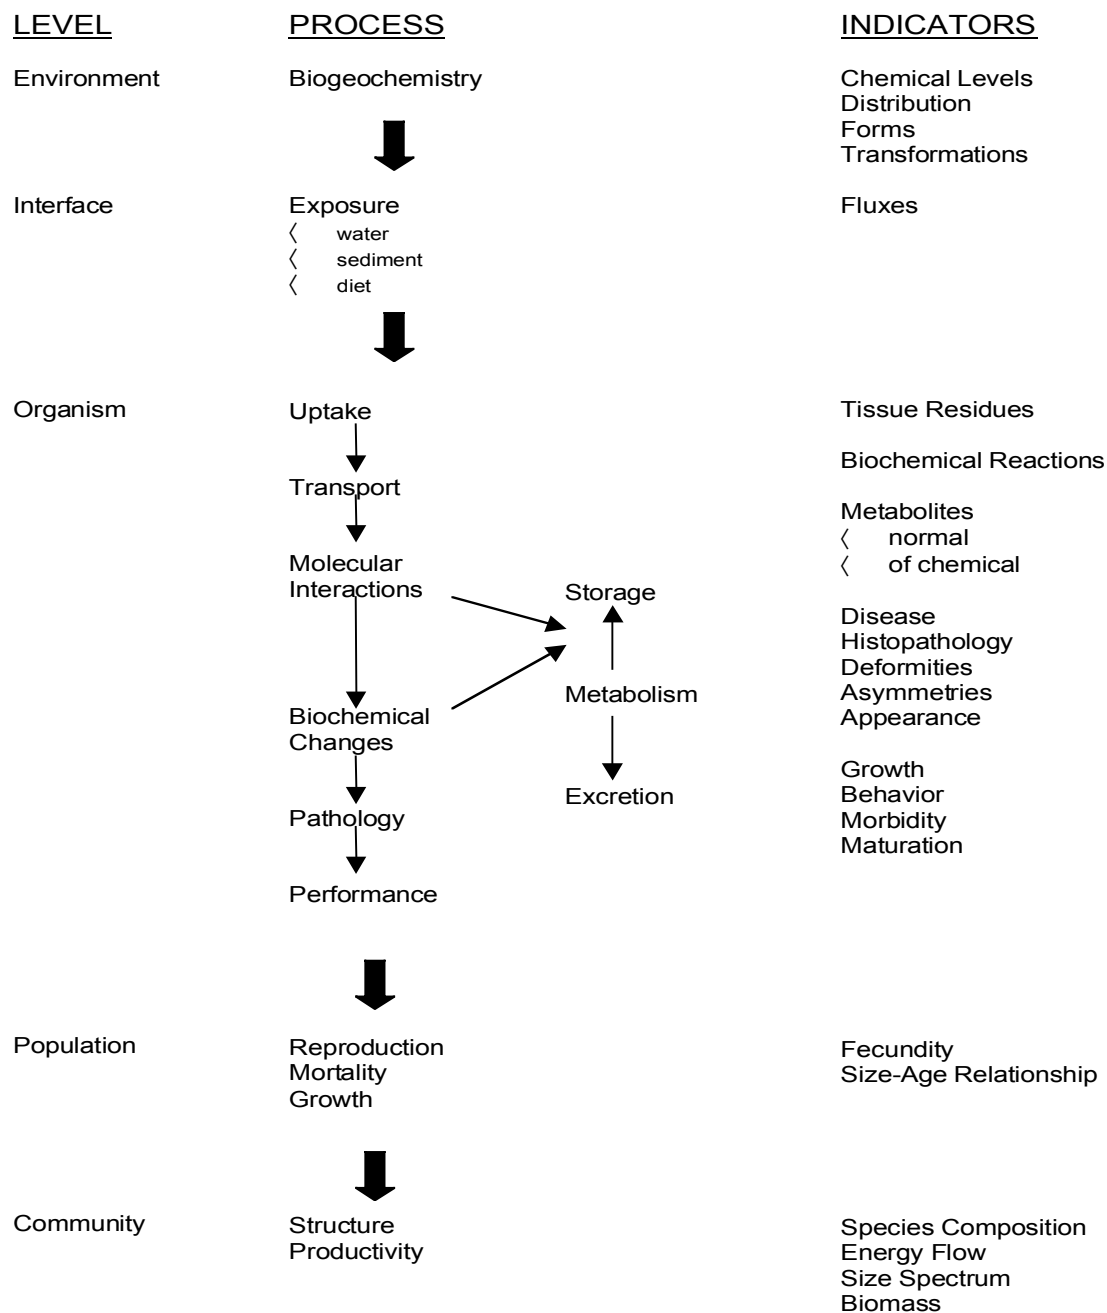 LEVEL PROCESS INDICATORS
Environment Biogeochemistry Chemical Levels
Distribution
Forms
Transformations
Interface Exposure Fluxes
〈 water
〈 sediment
〈 diet
Organism Uptake Tissue Residues
Biochemical Reactions
Transport
Metabolites
〈 normal
〈 of chemical
Molecular
Interactions
Storage
Disease
Histopathology
Deformities
Asymmetries
Appearance
Metabolism
Biochemical
Changes
Growth
Behavior
Morbidity
Maturation
Excretion
Pathology
Performance
Population Reproduction Fecundity
Mortality Size-Age Relationship
Growth
Community Structure Species Composition
Productivity Energy Flow
Size Spectrum
Biomass